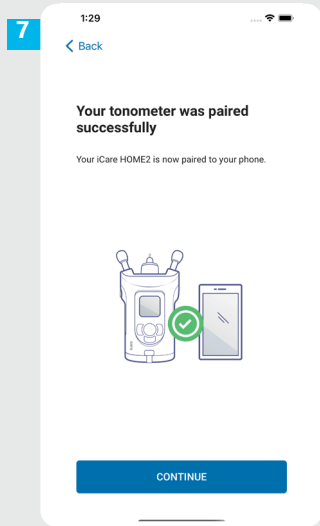 7
1:29
Back
Your tonometer was paired
successfully
Your iCare HOME2 is now paired to your phone.
CONTINUE